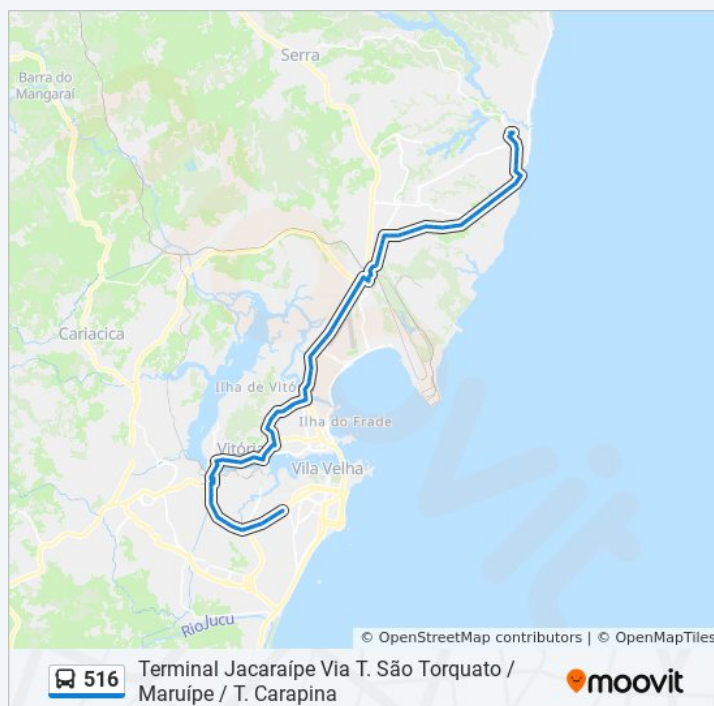 Serra
Barra do
Mangaraí
Cariacica
Ilha de Vitó
Ilha do Frade
Vitória
Vila Velha
Rio Jucu
© OpenStreetMap contributors | © OpenMapTiles
516
Terminal Jacaraípe Via T. São Torquato /
Maruípe / T. Carapina
moovit